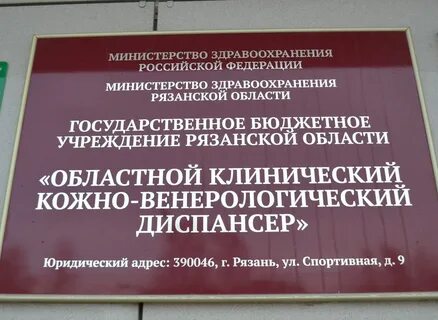 МИНИСТЕРСТВО ЗДРАВООХРАНЕНИЯ
РОССИЙСКОЙ ФЕДЕРАЦИИ
МИНИСТЕРСТВО ЗДРАВООХРАНЕНИЯ
РЯЗАНСКОЙ ОБЛАСТИ
ГОСУДАРСТВЕННОЕ БЮДЖЕТНОЕ
УЧРЕЖДЕНИЕ РЯЗАНСКОЙ ОБЛАСТИ
«ОБЛАСТНОЙ КЛИНИЧЕСКИЙ
КОЖНО-ВЕНЕРОЛОГИЧЕСКИЙ
ДИСПАНСЕР»
Юридический адрес: 390046, г. Рязань, ул. Спортивная, д. 9